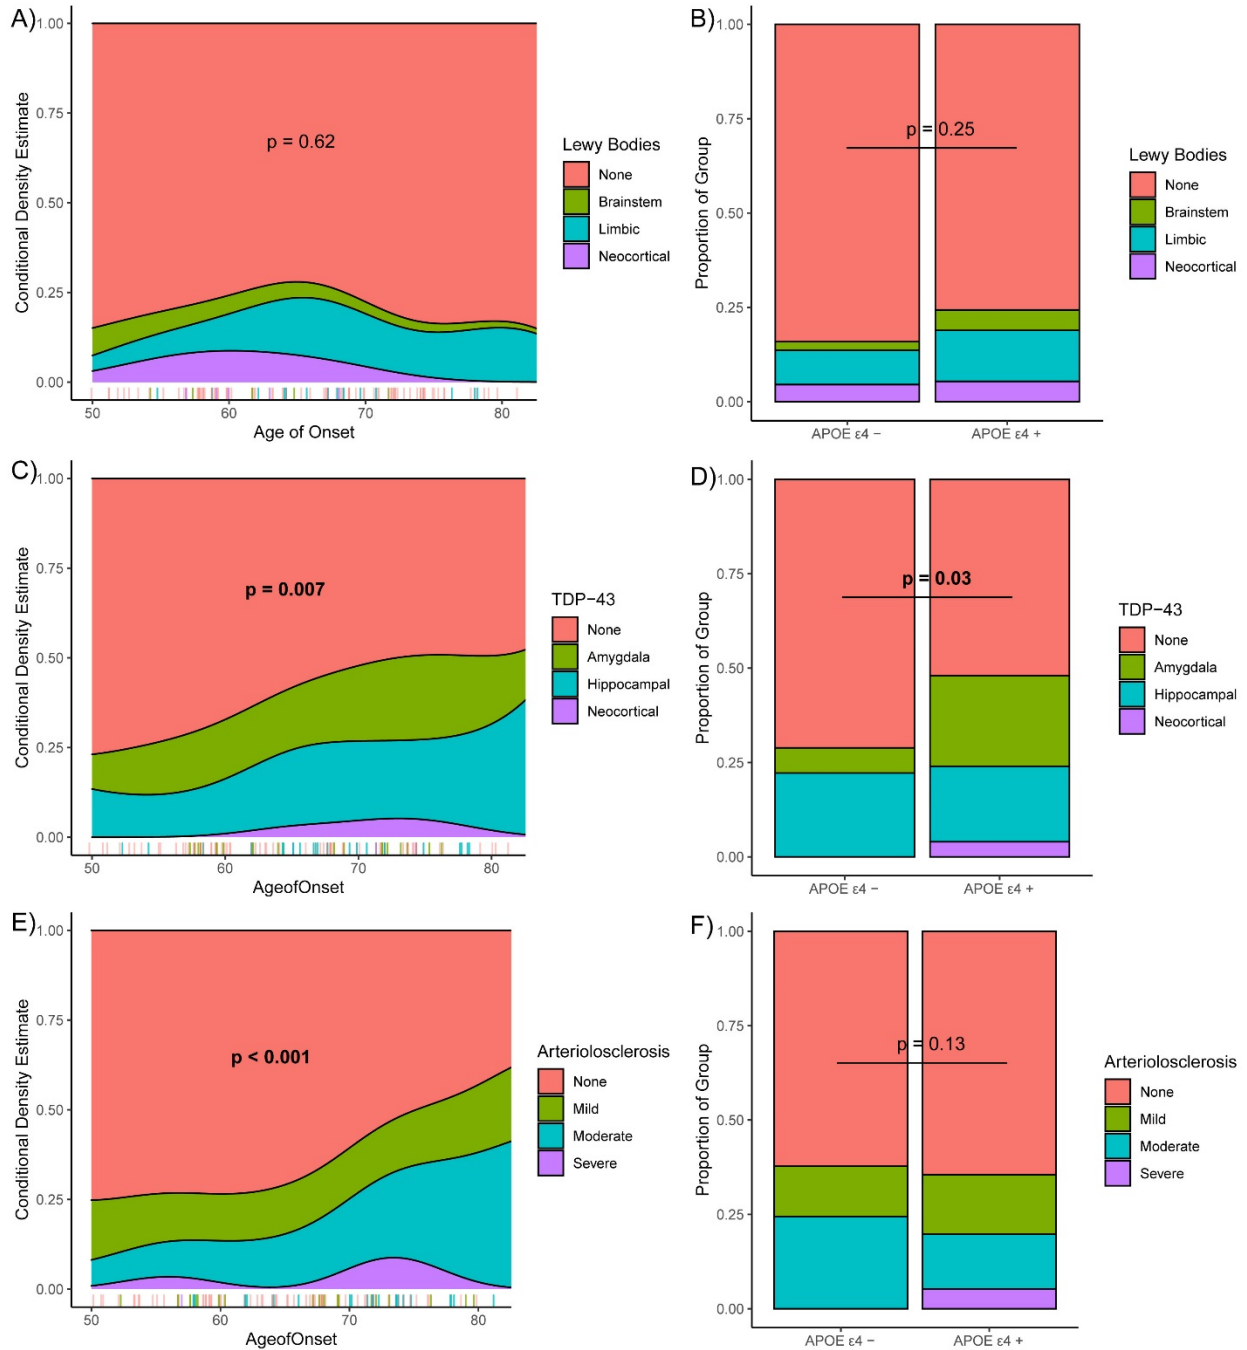 A)
Conditional Density Estimate
1.00
0.75
0.50
0.25
0.00
p = 0.62
50 60 70 80
Age of Onset
Lewy Bodies
None
Brainstem
Limbic
Neocortical
B)
Proportion of Group
1.00
0.75
0.50
0.25
0.00
p = 0.25
APOE ε4 − APOE ε4 +
Lewy Bodies
None
Brainstem
Limbic
Neocortical
C)
Conditional Density Estimate
1.00
0.75
0.50
0.25
0.00
p = 0.007
50 60 70 80
AgeofOnset
TDP−43
None
Amygdala
Hippocampal
Neocortical
D)
Proportion of Group
1.00
0.75
0.50
0.25
0.00
p = 0.03
APOE ε4 − APOE ε4 +
TDP−43
None
Amygdala
Hippocampal
Neocortical
E)
Conditional Density Estimate
1.00
0.75
0.50
0.25
0.00
p < 0.001
50 60 70 80
AgeofOnset
Arteriolosclerosis
None
Mild
Moderate
Severe
F)
Proportion of Group
1.00
0.75
0.50
0.25
0.00
p = 0.13
APOE ε4 − APOE ε4 +
Arteriolosclerosis
None
Mild
Moderate
Severe